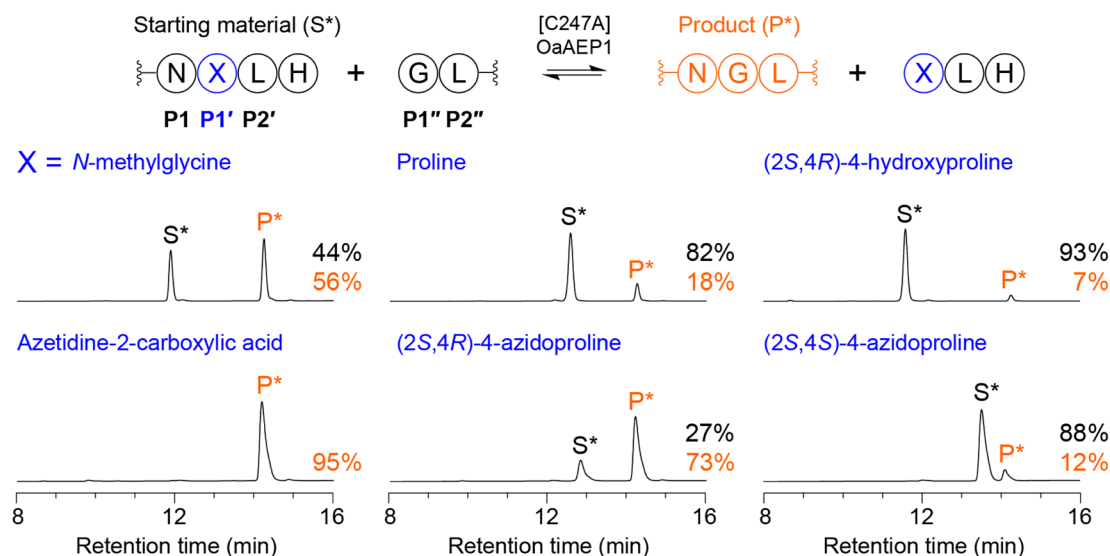 Starting material (S*) [C247A] Product (P*)
OaAEP1
N X L H + G L N G L + X L H
P1 P1′ P2′ P1″ P2″
X = N-methylglycine Proline (2S,4R)-4-hydroxyproline
S* P* 44% 56%
S* P* 82% 18%
S* P* 93% 7%
Azetidine-2-carboxylic acid (2S,4R)-4-azidoproline (2S,4S)-4-azidoproline
P* 95%
S* P* 27% 73%
S* P* 88% 12%
8 12 16 8 12 16 8 12 16
Retention time (min) Retention time (min) Retention time (min)